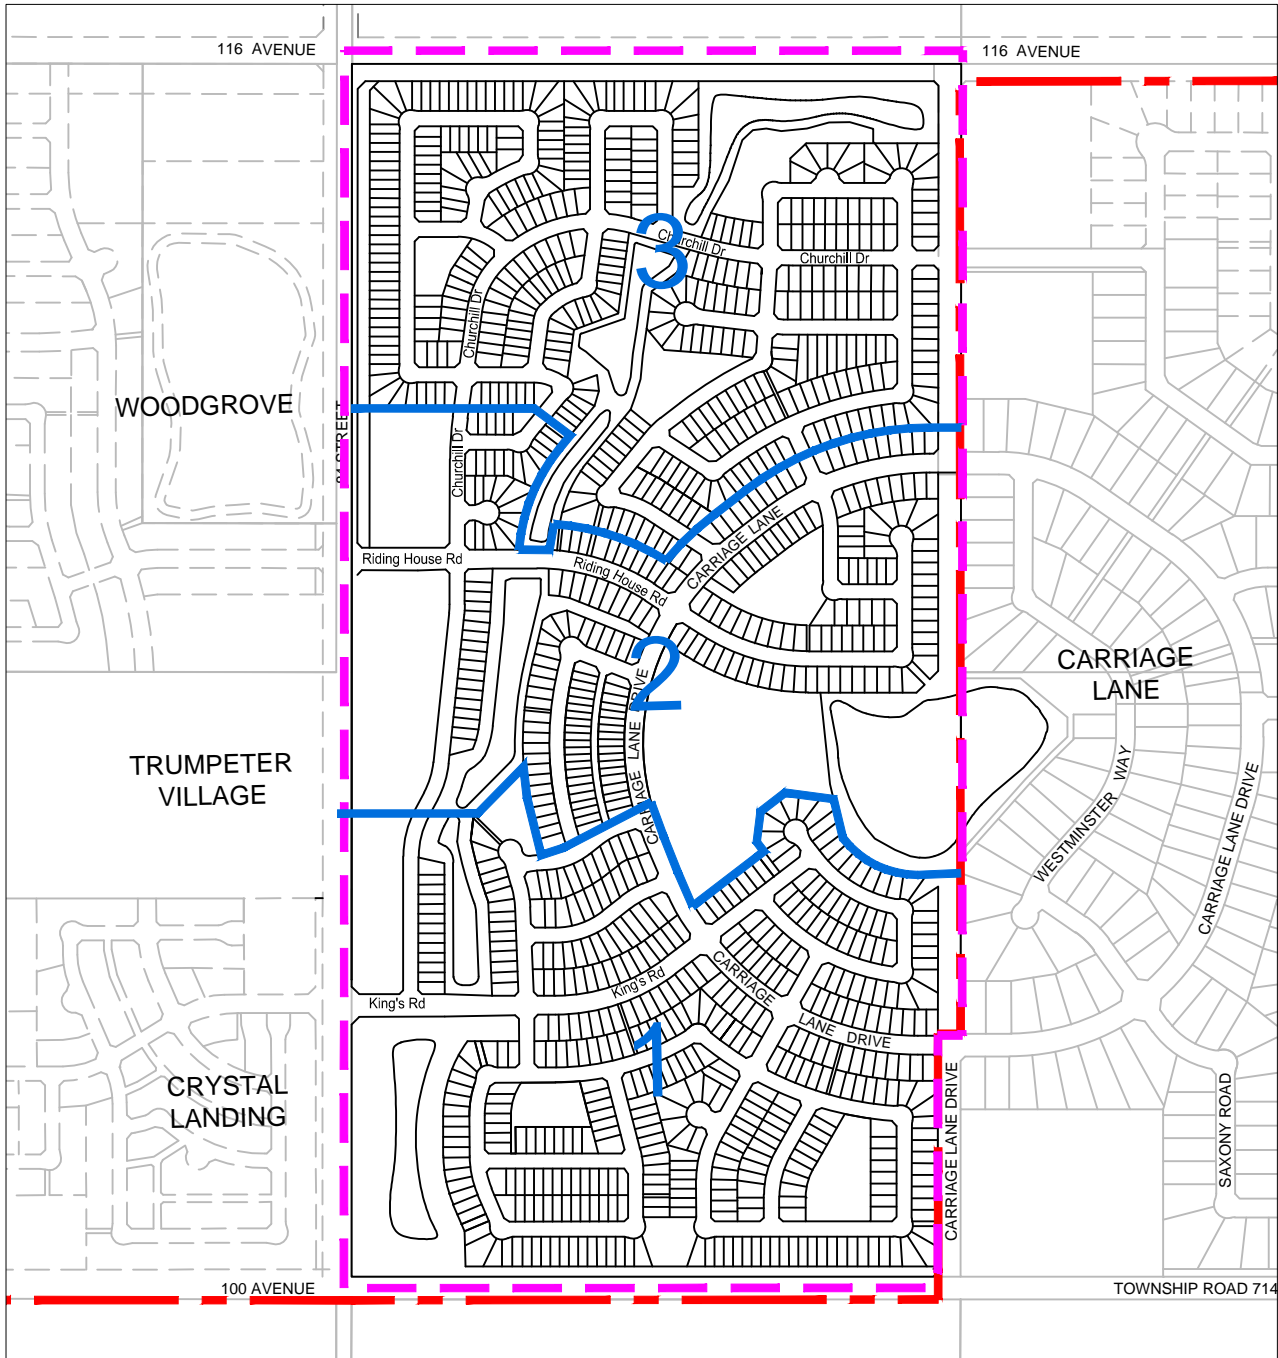 116 AVENUE
116 AVENUE
3
Churchill Dr
Churchill Dr
Churchill Dr
WOODGROVE
STREET
Churchill Dr
CARRIAGE LANE
Riding House Rd
Riding House Rd
2
CARRIAGE
LANE
CARRIAGE LANE DRIVE
TRUMPETER
VILLAGE
WESTMINSTER WAY
CARRIAGE LANE DRIVE
King's Rd
King's Rd
CARRIAGE
LANE DRIVE
1
CRYSTAL
LANDING
CARRIAGE LANE DRIVE
SAXONY ROAD
100 AVENUE
TOWNSHIP ROAD 714